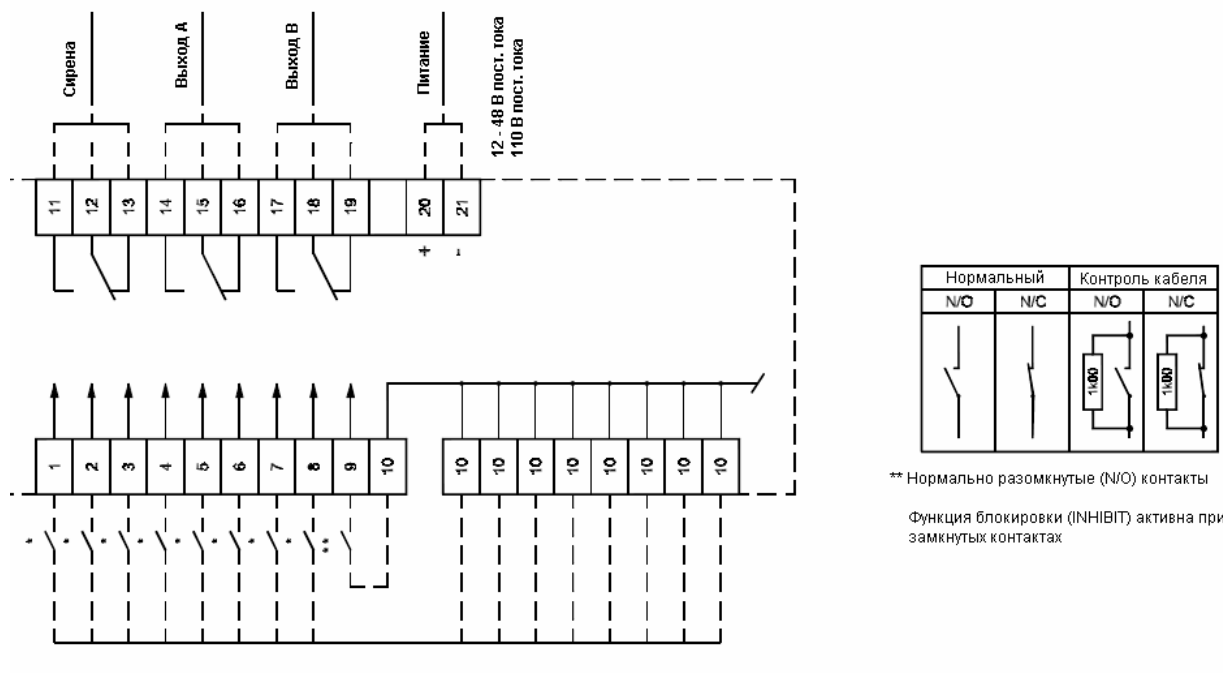 Сирена
Выход A
Выход B
Питание
12 - 48 В пост. тока
110 В пост. тока
11 12 13 14 15 16 17 18 19 20 21
+ -
1 2 3 4 5 6 7 8 9 10
10 10 10 10 10 10 10 10
* * * * * * * * **
Нормальный Контроль кабеля
N/O N/C N/O N/C
1k00 1k00
** Нормально разомкнутые (N/O) контакты
Функция блокировки (INHIBIT) активна при
замкнутых контактах